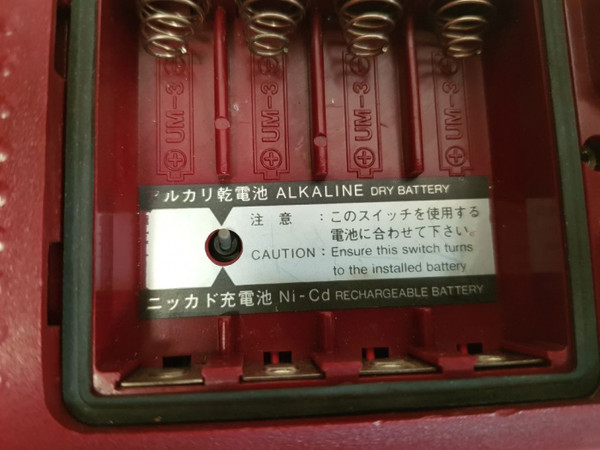 UM-3
UM-3
UM-3
UM-3
ルカリ乾電池 ALKALINE DRY BATTERY
注 意 : このスイッチを使用する
電池に合わせて下さい。
CAUTION : Ensure this switch turns
to the installed battery
ニッカド充電池 Ni-Cd RECHARGEABLE BATTERY